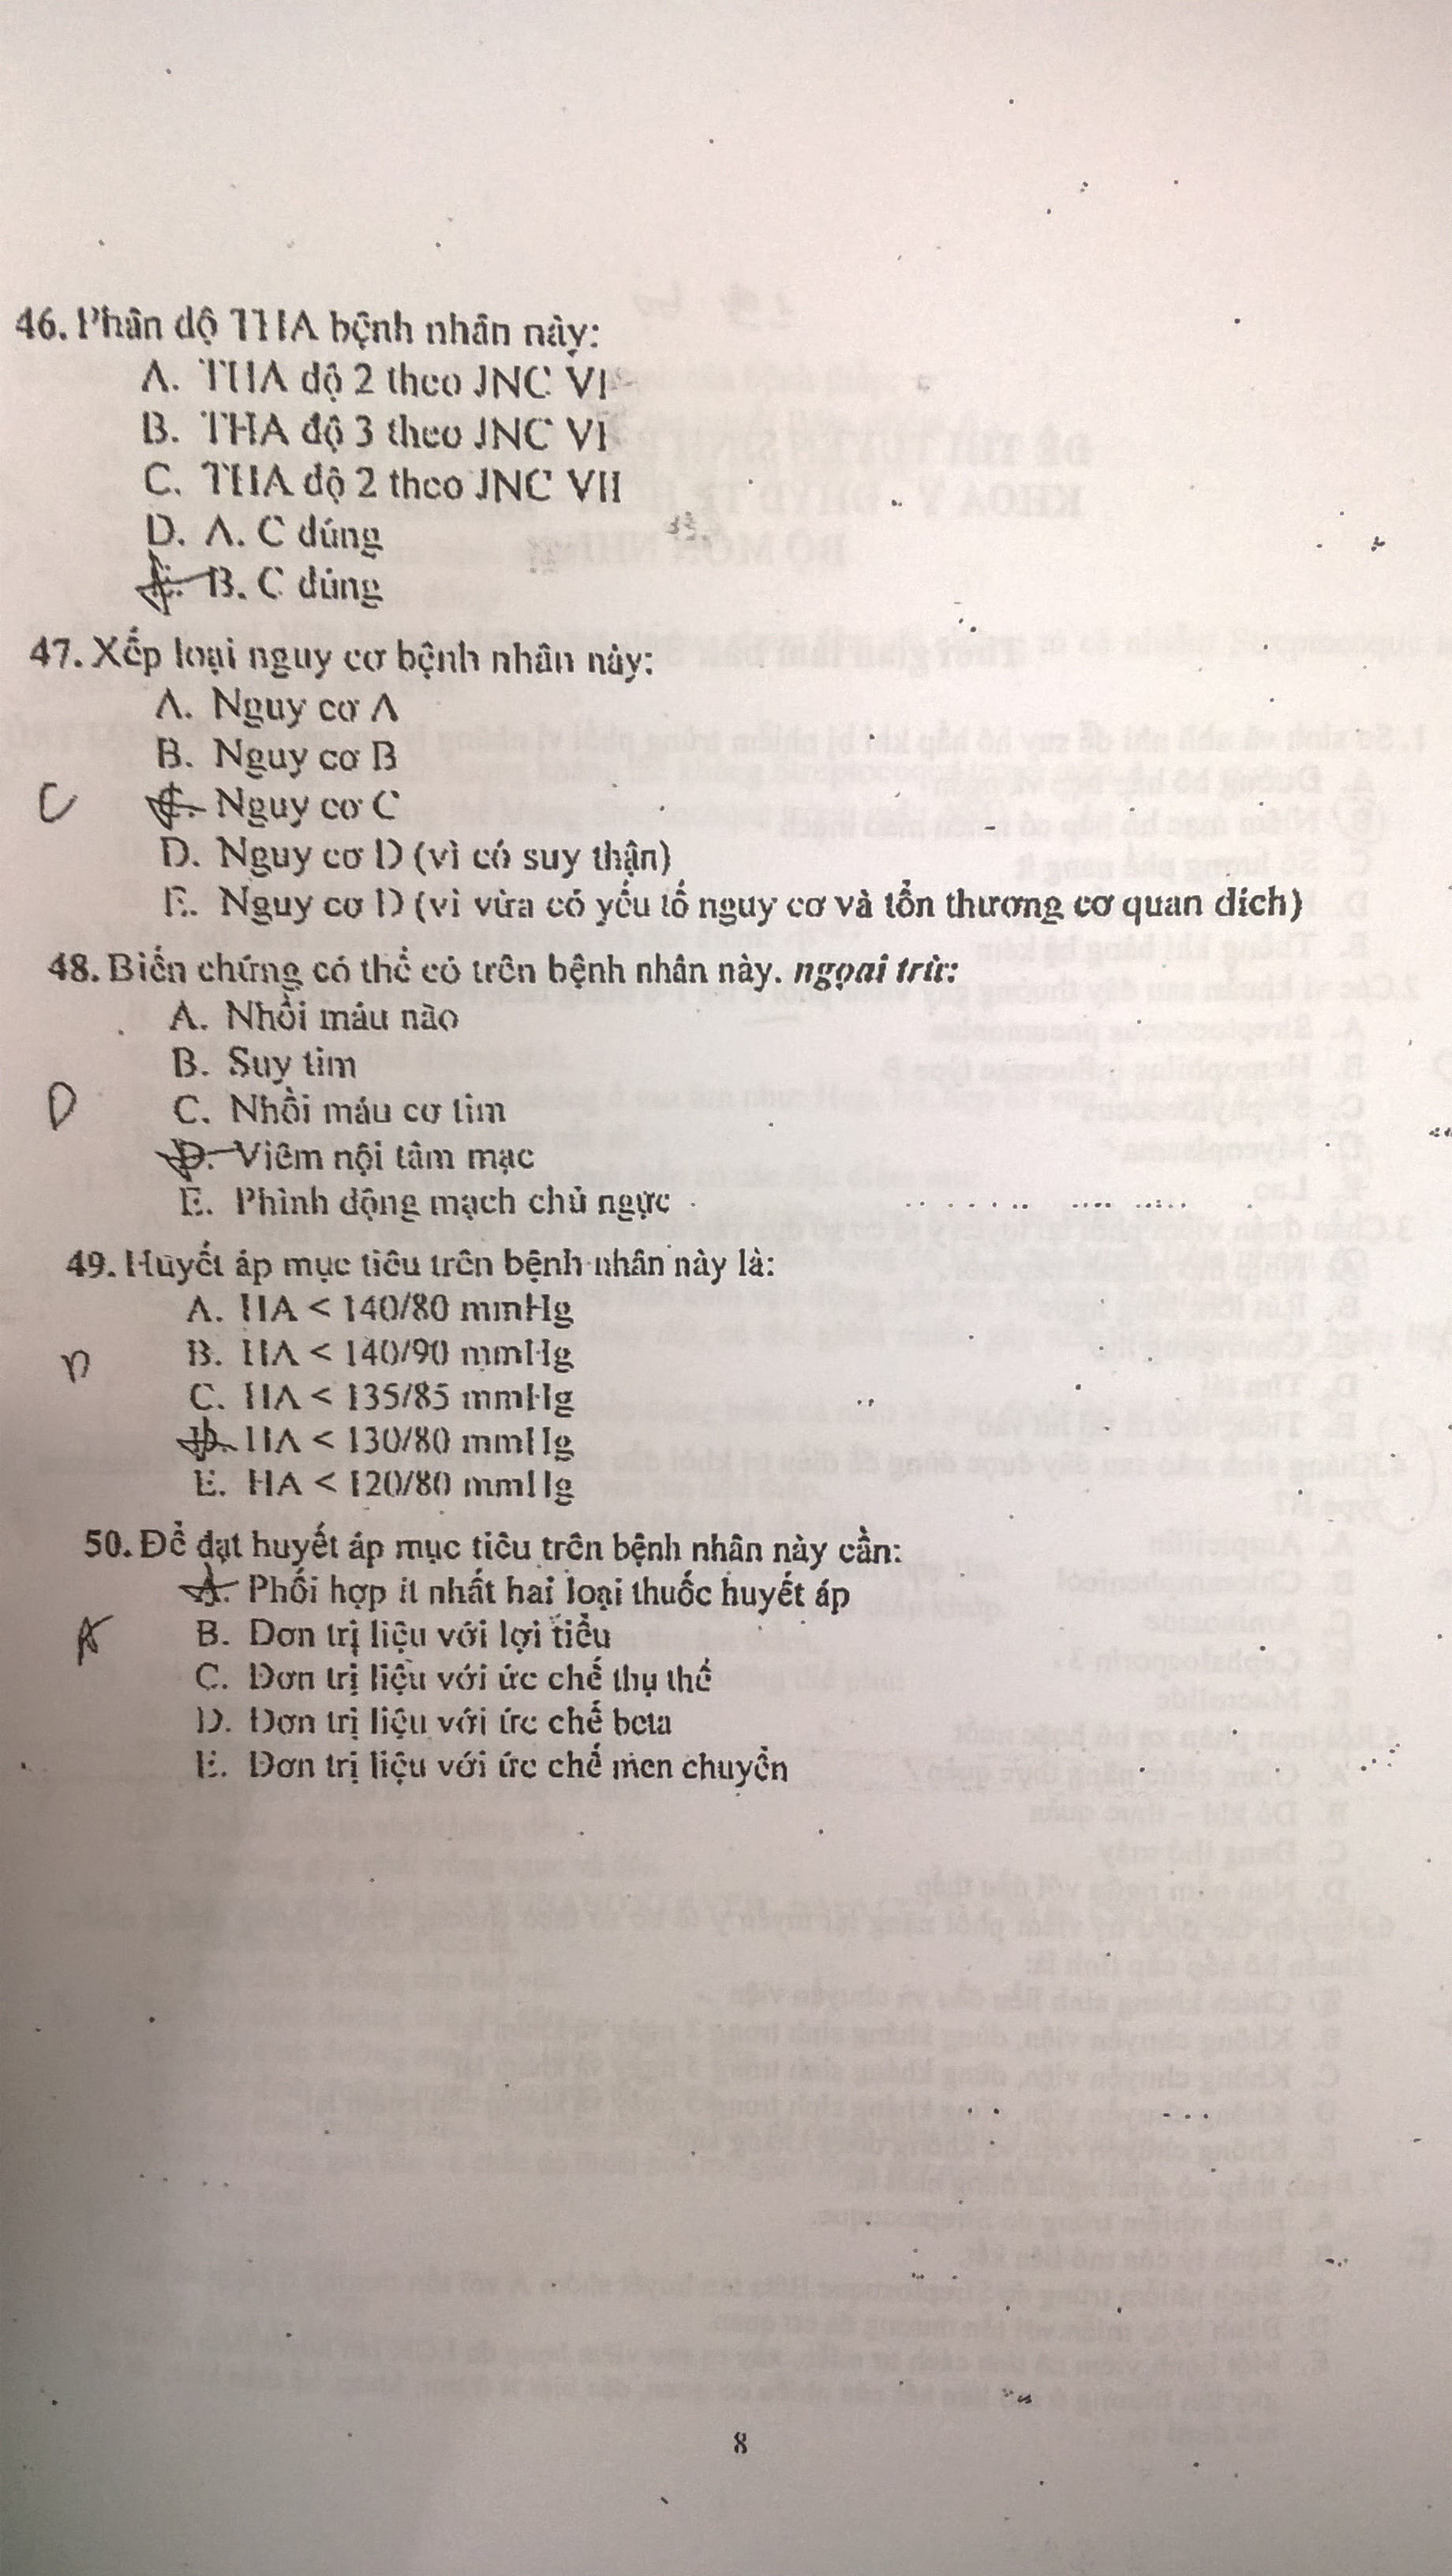 46. Phân độ THA bệnh nhân này:
A. THA độ 2 theo JNC VI
B. THA độ 3 theo JNC VI
C. THA độ 2 theo JNC VII
D. A. C đúng
E. B. C đúng
47. Xếp loại nguy cơ bệnh nhân này:
A. Nguy cơ A
B. Nguy cơ B
C C. Nguy cơ C
D. Nguy cơ D (vì có suy thận)
E. Nguy cơ D (vì vừa có yếu tố nguy cơ và tổn thương cơ quan đích)
48. Biến chứng có thể có trên bệnh nhân này. ngoại trừ:
A. Nhồi máu não
B. Suy tim
D C. Nhồi máu cơ tim
D. Viêm nội tâm mạc
E. Phình động mạch chủ ngực
49. Huyết áp mục tiêu trên bệnh nhân này là:
A. HA < 140/80 mmHg
D B. HA < 140/90 mmHg
C. HA < 135/85 mmHg
D. HA < 130/80 mmHg
E. HA < 120/80 mmHg
50. Để đạt huyết áp mục tiêu trên bệnh nhân này cần:
A. Phối hợp ít nhất hai loại thuốc huyết áp
A B. Đơn trị liệu với lợi tiểu
C. Đơn trị liệu với ức chế thụ thể
D. Đơn trị liệu với ức chế beta
E. Đơn trị liệu với ức chế men chuyển
8